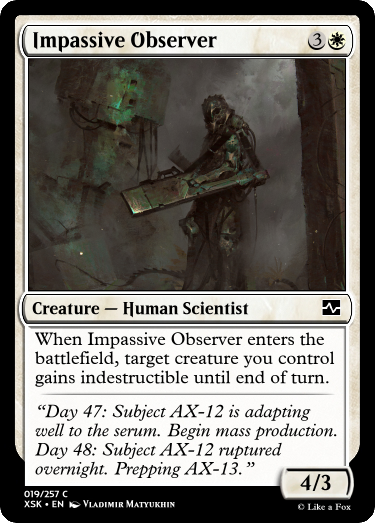 Impassive Observer 3
Creature — Human Scientist
When Impassive Observer enters the
battlefield, target creature you control
gains indestructible until end of turn.
“Day 47: Subject AX-12 is adapting
well to the serum. Begin mass production.
Day 48: Subject AX-12 ruptured
overnight. Prepping AX-13.”
4/3
019/257 C
XSK • EN Vladimir Matyukhin
© Like a Fox